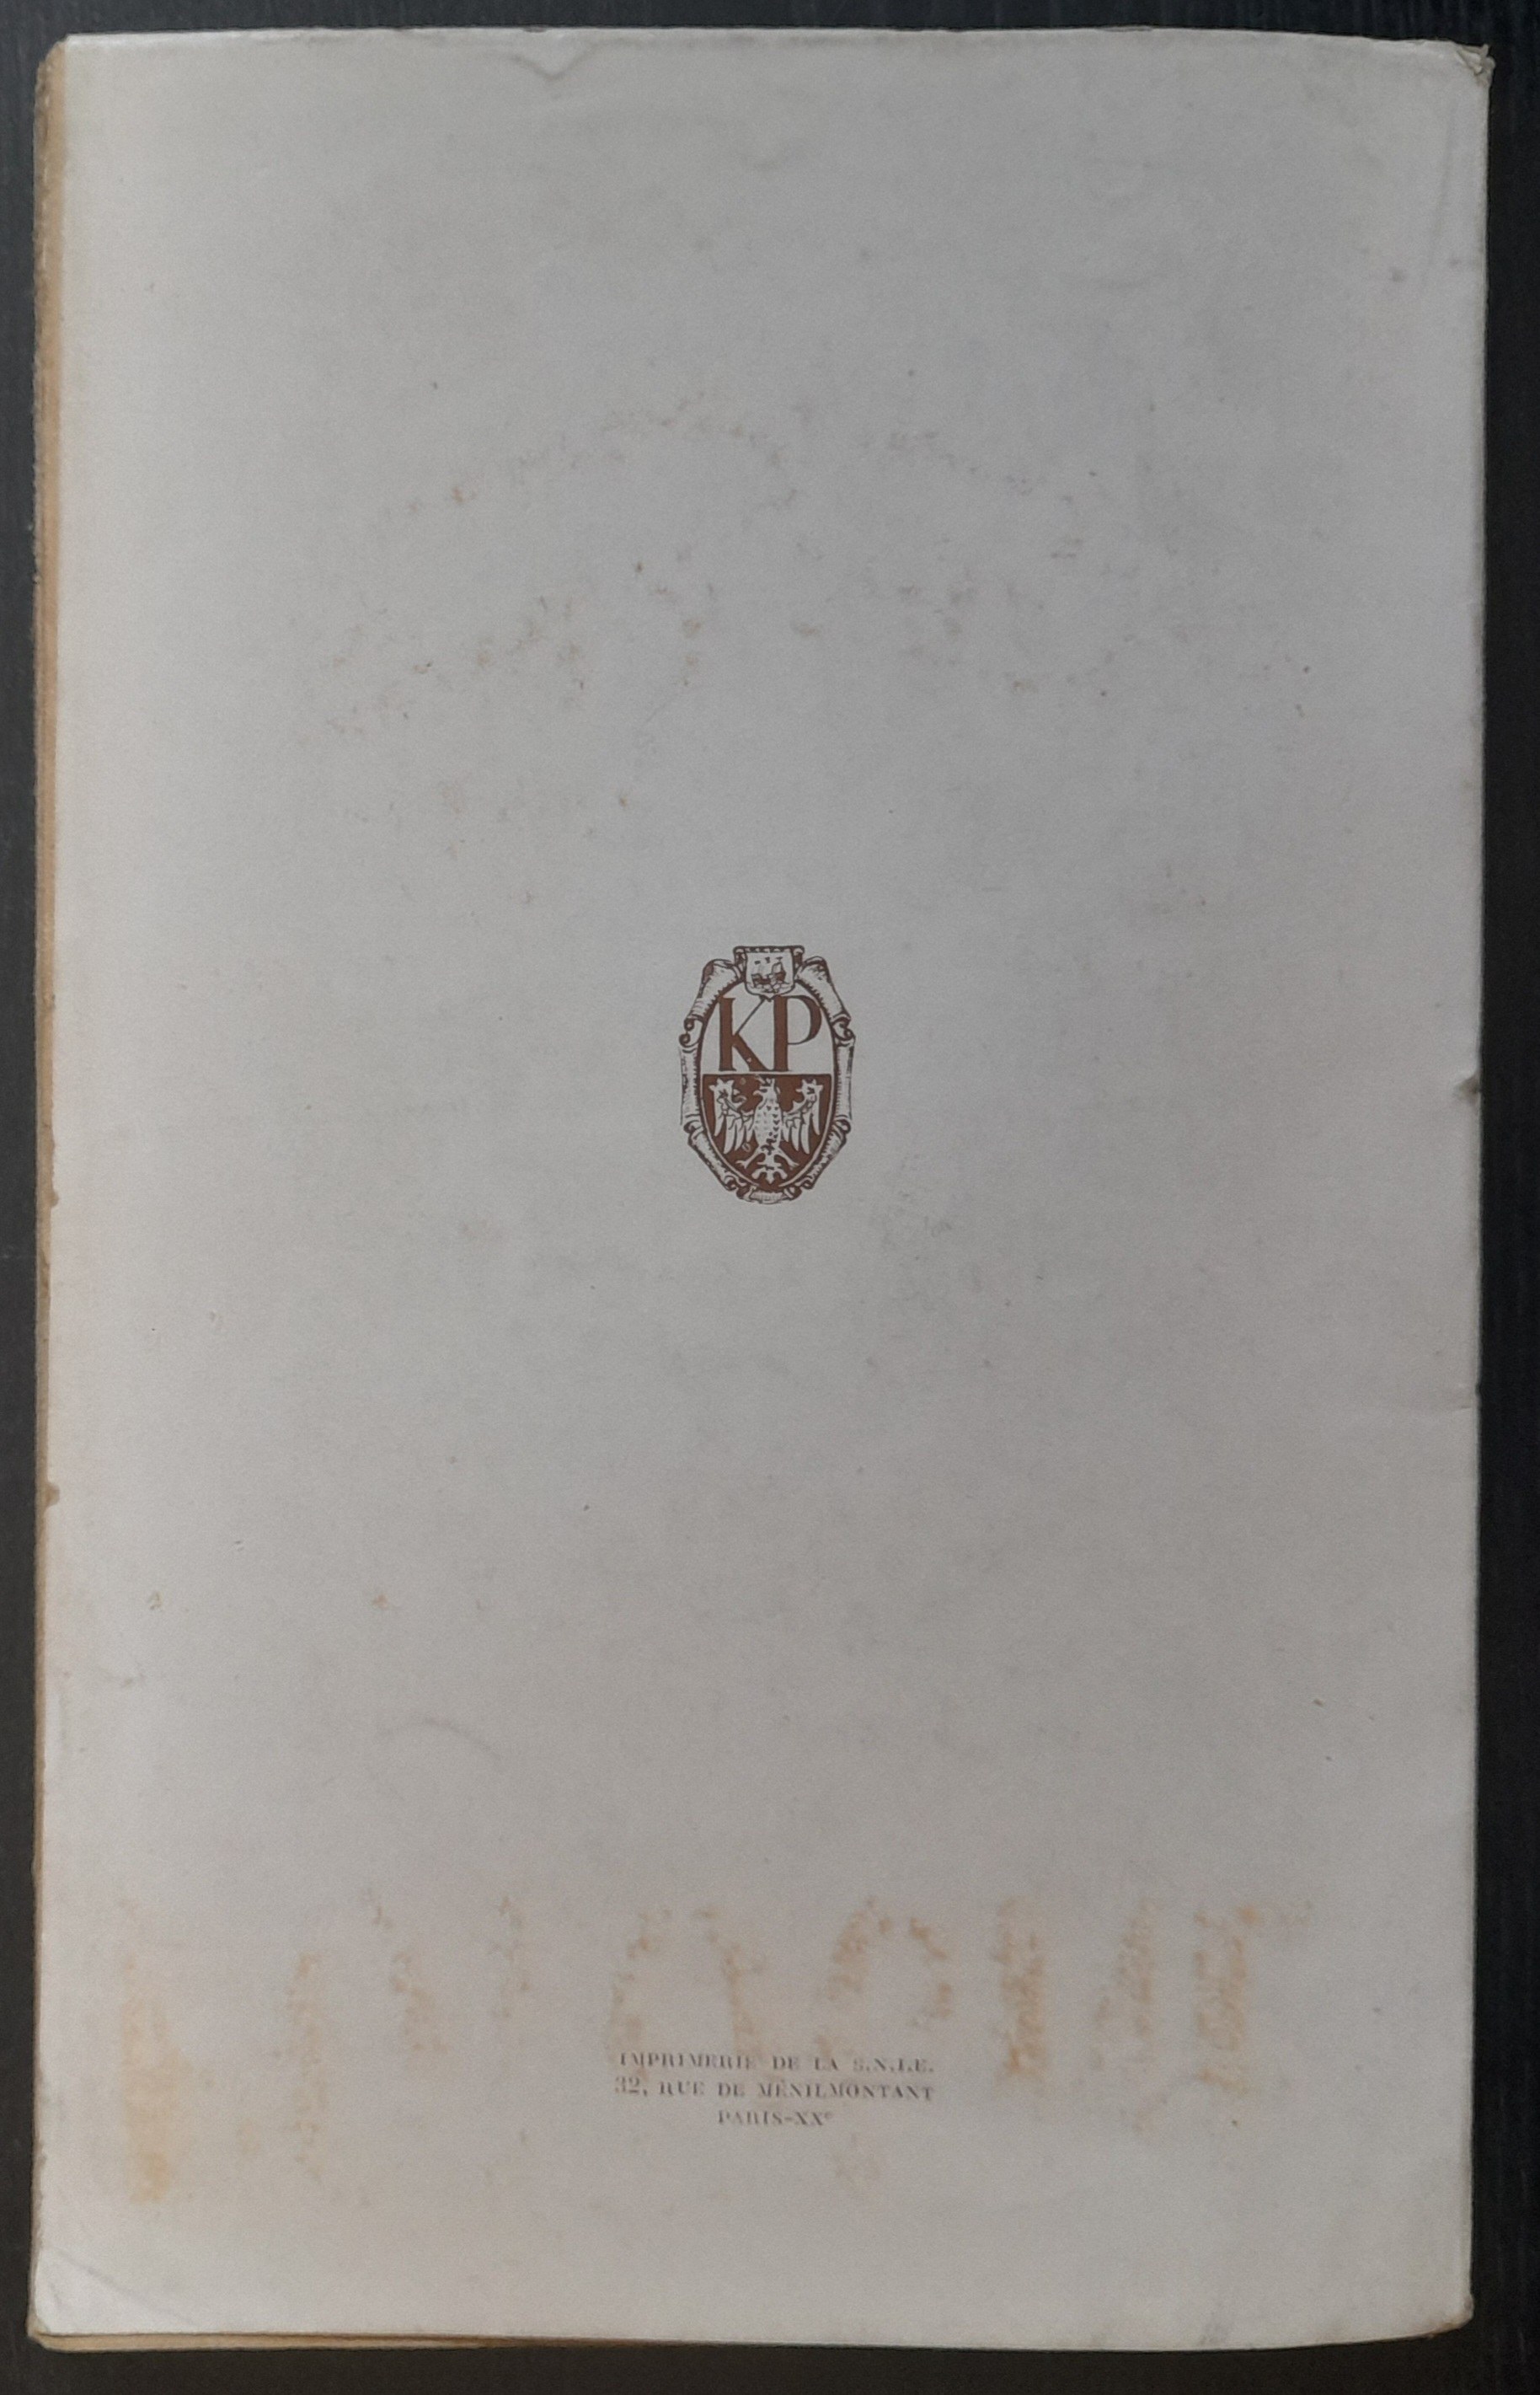 KP
IMPRIMERIE DE LA S.N.I.E.
32, RUE DE MÉNILMONTANT
PARIS-XXe